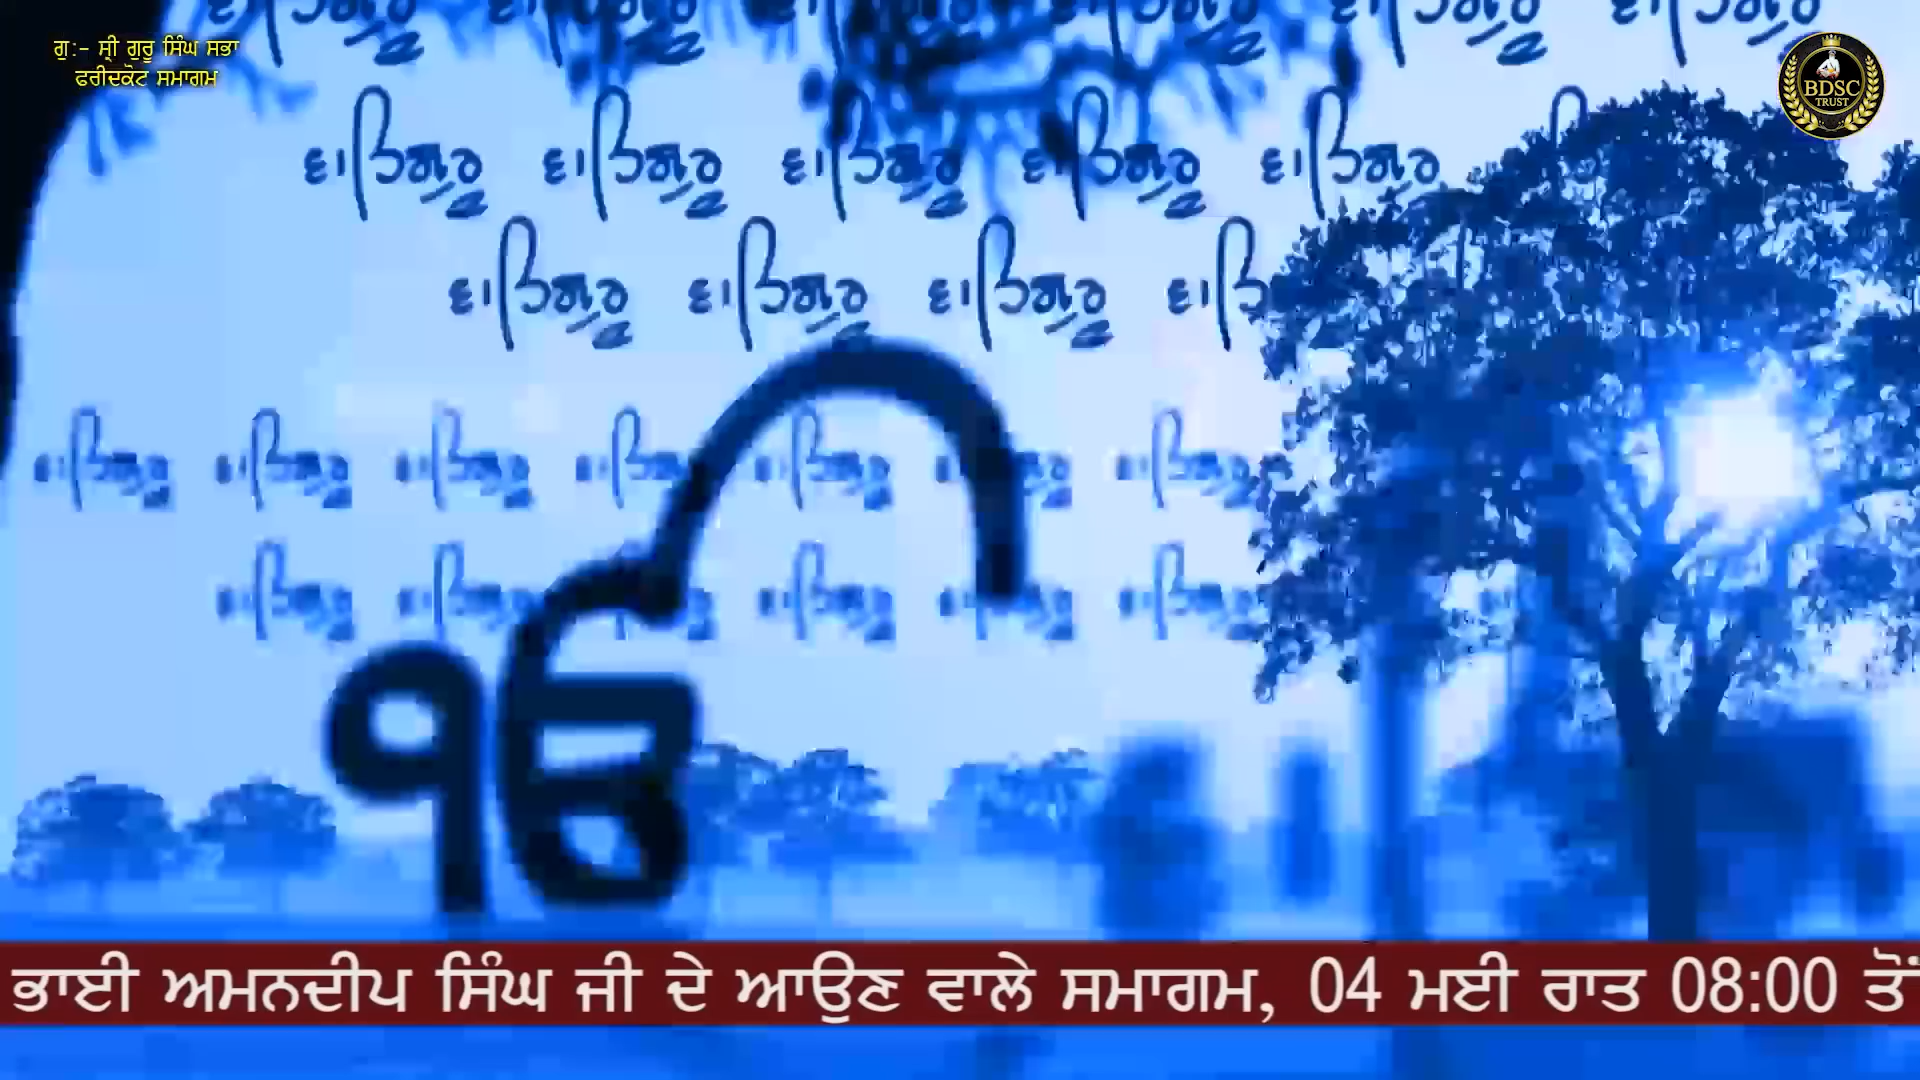 ਗੁ:- ਸ੍ਰੀ ਗੁਰੂ ਸਿੰਘ ਸਭਾ
ਫਰੀਦਕੋਟ ਸਮਾਗਮ
BDSC
TRUST
ਵਾਹਿਗੁਰੂ ਵਾਹਿਗੁਰੂ ਵਾਹਿਗੁਰੂ ਵਾਹਿਗੁਰੂ ਵਾਹਿਗੁਰੂ
ਵਾਹਿਗੁਰੂ ਵਾਹਿਗੁਰੂ ਵਾਹਿਗੁਰੂ
ਵਾਹਿਗੁਰੂ ਵਾਹਿਗੁਰੂ ਵਾਹਿਗੁਰੂ ਵਾਹਿਗੁਰੂ ਵਾਹਿਗੁਰੂ ਵਾਹਿਗੁਰੂ ਵਾਹਿਗੁਰੂ
ਵਾਹਿਗੁਰੂ ਵਾਹਿਗੁਰੂ ਵਾਹਿਗੁਰੂ ਵਾਹਿਗੁਰੂ ਵਾਹਿਗੁਰੂ ਵਾਹਿਗੁਰੂ
ੴ
ਭਾਈ ਅਮਨਦੀਪ ਸਿੰਘ ਜੀ ਦੇ ਆਉਣ ਵਾਲੇ ਸਮਾਗਮ, 04 ਮਈ ਰਾਤ 08:00 ਤੋਂ